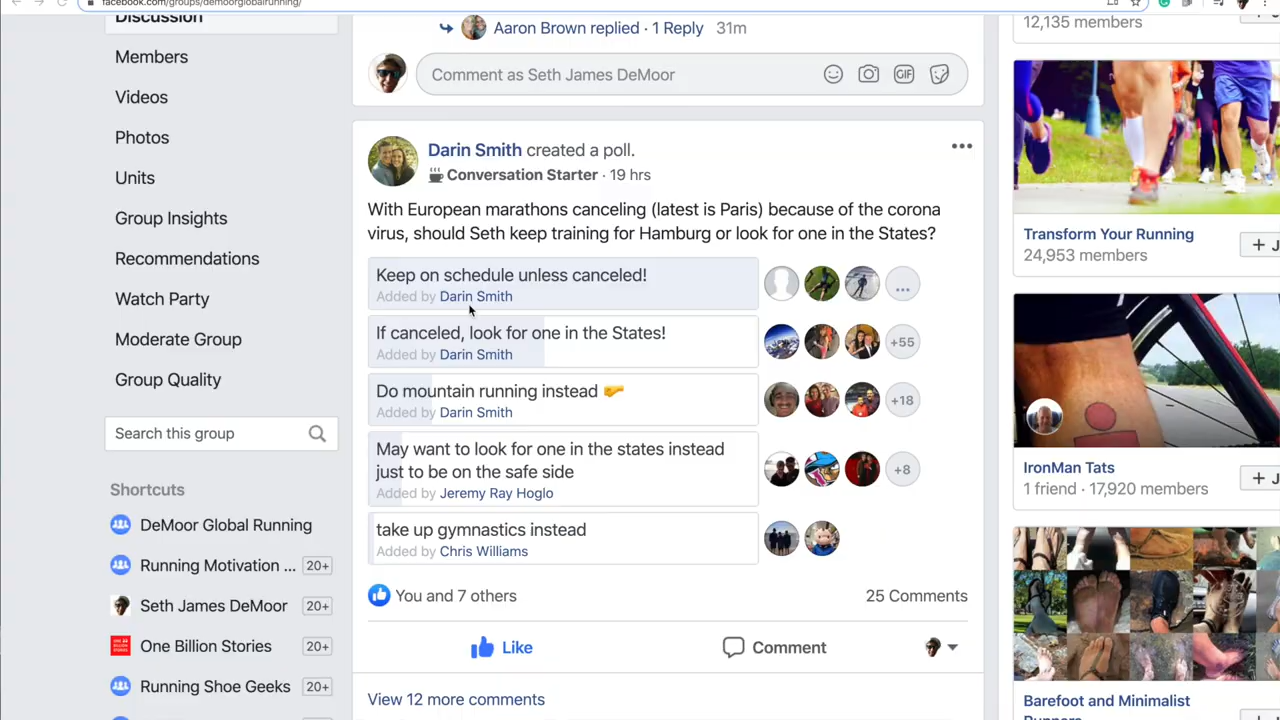 facebook.com/groups/demoorglobalrunning/
Discussion
Members
Videos
Photos
Units
Group Insights
Recommendations
Watch Party
Moderate Group
Group Quality
Search this group
Shortcuts
DeMoor Global Running
Running Motivation ... 20+
Seth James DeMoor 20+
One Billion Stories 20+
Running Shoe Geeks 20+
Aaron Brown replied · 1 Reply 31m
Comment as Seth James DeMoor
GIF
Darin Smith created a poll.
Conversation Starter · 19 hrs
With European marathons canceling (latest is Paris) because of the corona
virus, should Seth keep training for Hamburg or look for one in the States?
Keep on schedule unless canceled!
Added by Darin Smith
...
If canceled, look for one in the States!
Added by Darin Smith
+55
Do mountain running instead
Added by Darin Smith
+18
May want to look for one in the states instead
just to be on the safe side
Added by Jeremy Ray Hoglo
+8
take up gymnastics instead
Added by Chris Williams
You and 7 others
25 Comments
Like
Comment
View 12 more comments
12,135 members
Transform Your Running
24,953 members
+ J
IronMan Tats
1 friend · 17,920 members
+ J
Barefoot and Minimalist
Runners